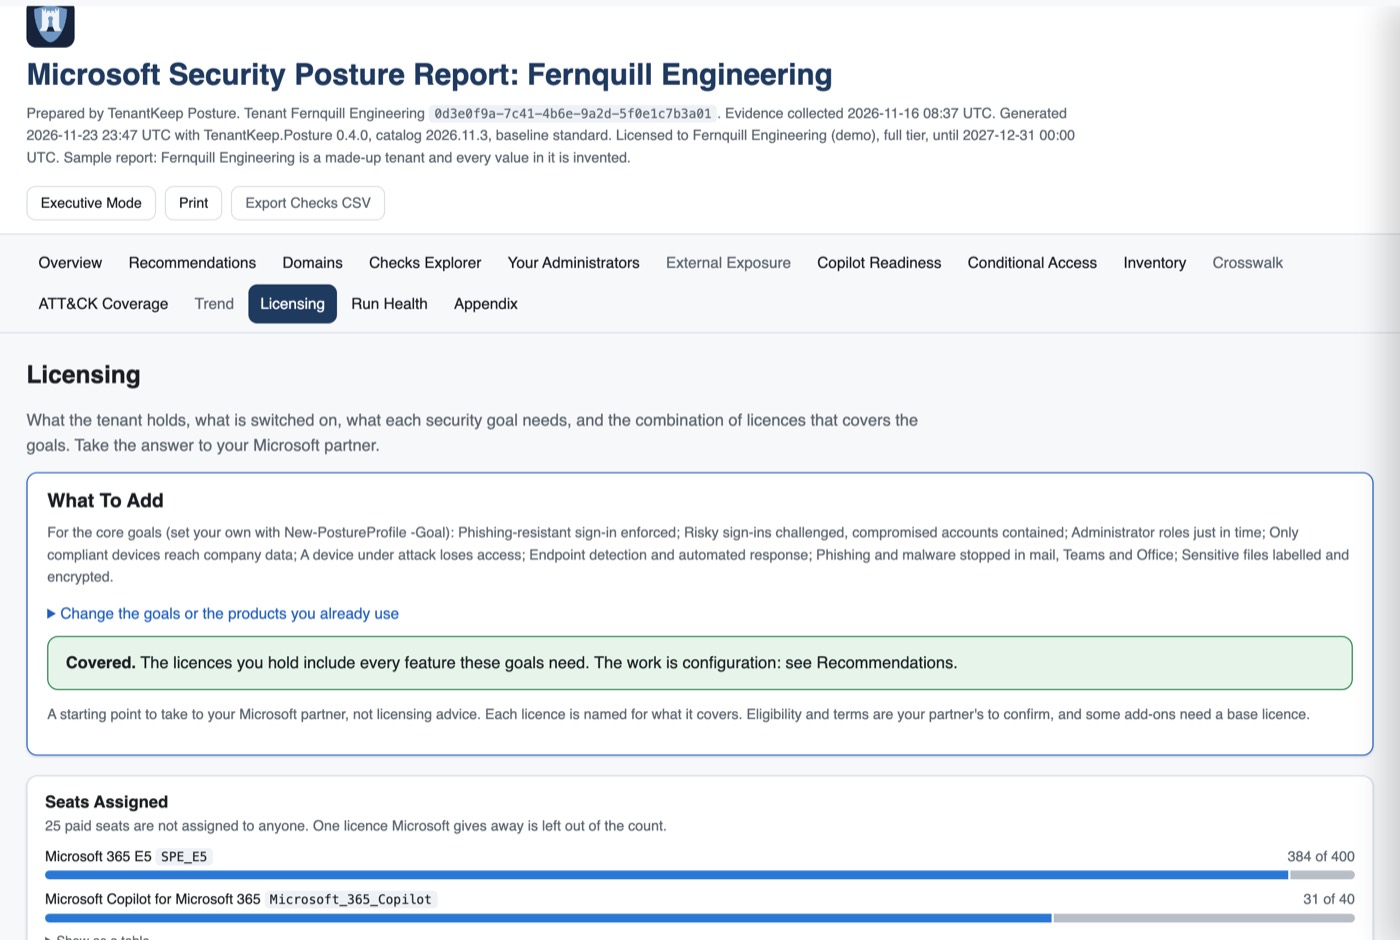 Microsoft Security Posture Report: Fernquill Engineering
Prepared by TenantKeep Posture. Tenant Fernquill Engineering 0d3e0f9a-7c41-4b6e-9a2d-5f0e1c7b3a01 . Evidence collected 2026-11-16 08:37 UTC. Generated
2026-11-23 23:47 UTC with TenantKeep.Posture 0.4.0, catalog 2026.11.3, baseline standard. Licensed to Fernquill Engineering (demo), full tier, until 2027-12-31 00:00
UTC. Sample report: Fernquill Engineering is a made-up tenant and every value in it is invented.
Executive Mode Print Export Checks CSV
Overview Recommendations Domains Checks Explorer Your Administrators External Exposure Copilot Readiness Conditional Access Inventory Crosswalk
ATT&CK Coverage Trend Licensing Run Health Appendix
Licensing
What the tenant holds, what is switched on, what each security goal needs, and the combination of licences that covers the
goals. Take the answer to your Microsoft partner.
What To Add
For the core goals (set your own with New-PostureProfile -Goal): Phishing-resistant sign-in enforced; Risky sign-ins challenged, compromised accounts contained; Administrator roles just in time; Only
compliant devices reach company data; A device under attack loses access; Endpoint detection and automated response; Phishing and malware stopped in mail, Teams and Office; Sensitive files labelled and
encrypted.
▶ Change the goals or the products you already use
Covered. The licences you hold include every feature these goals need. The work is configuration: see Recommendations.
A starting point to take to your Microsoft partner, not licensing advice. Each licence is named for what it covers. Eligibility and terms are your partner's to confirm, and some add-ons need a base licence.
Seats Assigned
25 paid seats are not assigned to anyone. One licence Microsoft gives away is left out of the count.
Microsoft 365 E5 SPE_E5 384 of 400
Microsoft Copilot for Microsoft 365 Microsoft_365_Copilot 31 of 40
Show as a table